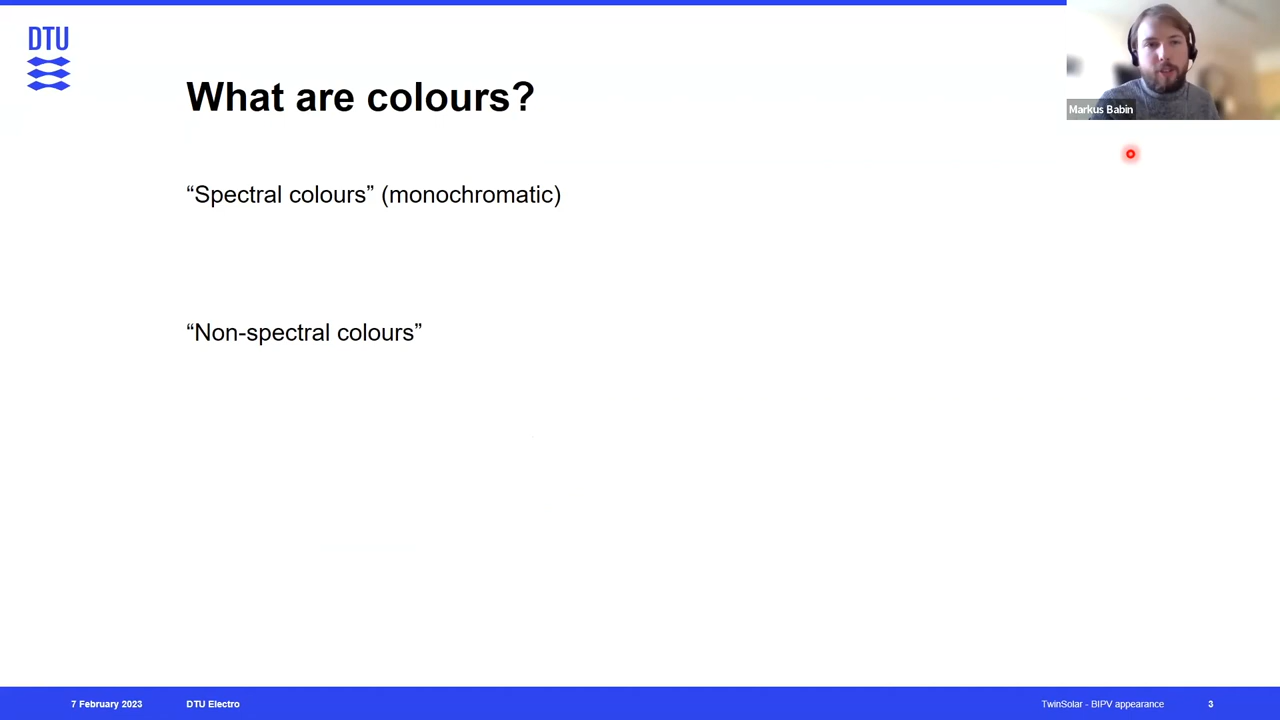 DTU
What are colours?
Markus Babin
“Spectral colours” (monochromatic)
“Non-spectral colours”
7 February 2023
DTU Electro
TwinSolar - BIPV appearance
3